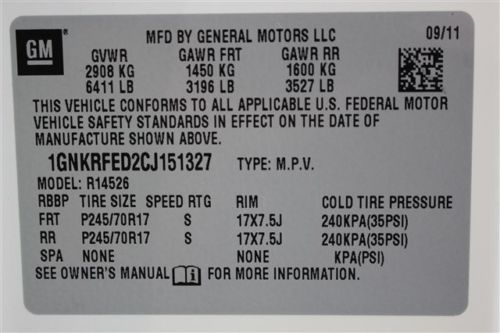 GM
MFD BY GENERAL MOTORS LLC 09/11
GVWR GAWR FRT GAWR RR
2908 KG 1450 KG 1600 KG
6411 LB 3196 LB 3527 LB
THIS VEHICLE CONFORMS TO ALL APPLICABLE U.S. FEDERAL MOTOR
VEHICLE SAFETY STANDARDS IN EFFECT ON THE DATE OF
MANUFACTURE SHOWN ABOVE.
1GNKRFED2CJ151327 TYPE: M.P.V.
MODEL: R14526
RBBP TIRE SIZE SPEED RTG RIM COLD TIRE PRESSURE
FRT P245/70R17 S 17X7.5J 240KPA(35PSI)
RR P245/70R17 S 17X7.5J 240KPA(35PSI)
SPA NONE NONE KPA(PSI)
SEE OWNER'S MANUAL FOR MORE INFORMATION.